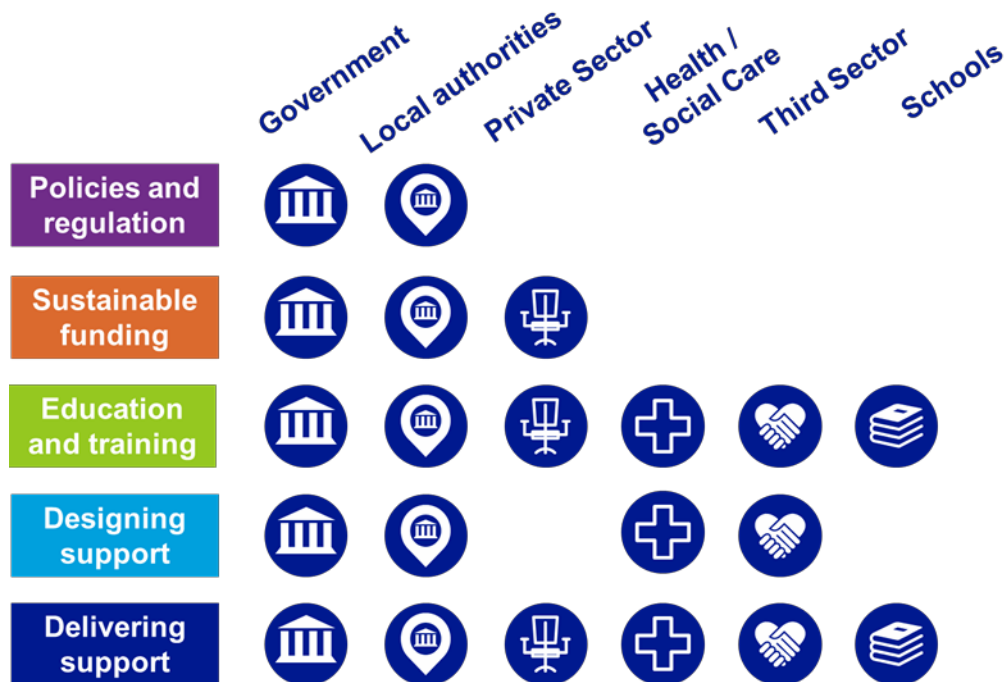 Government
Local authorities
Private Sector
Health /
Social Care
Third Sector
Schools
Policies and
regulation
Sustainable
funding
Education
and training
Designing
support
Delivering
support